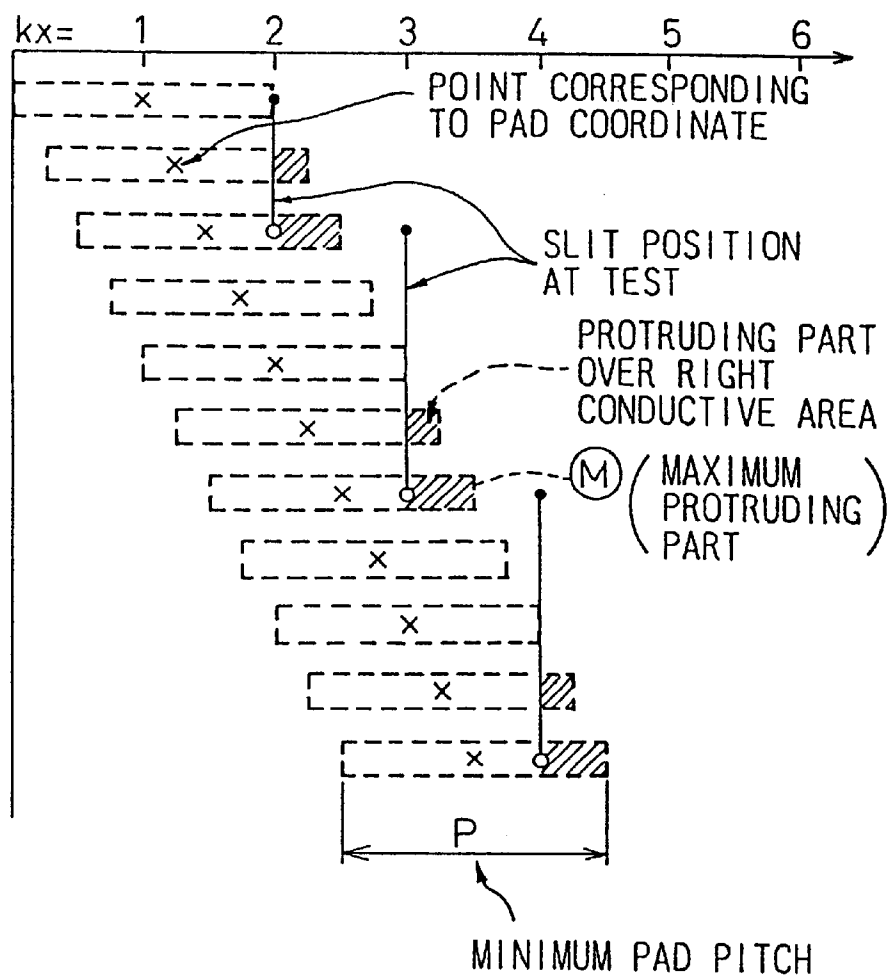 kx= 1 2 3 4 5 6
POINT CORRESPONDING
TO PAD COORDINATE
SLIT POSITION
AT TEST
PROTRUDING PART
OVER RIGHT
CONDUCTIVE AREA
M
MAXIMUM
PROTRUDING
PART
P
MINIMUM PAD PITCH